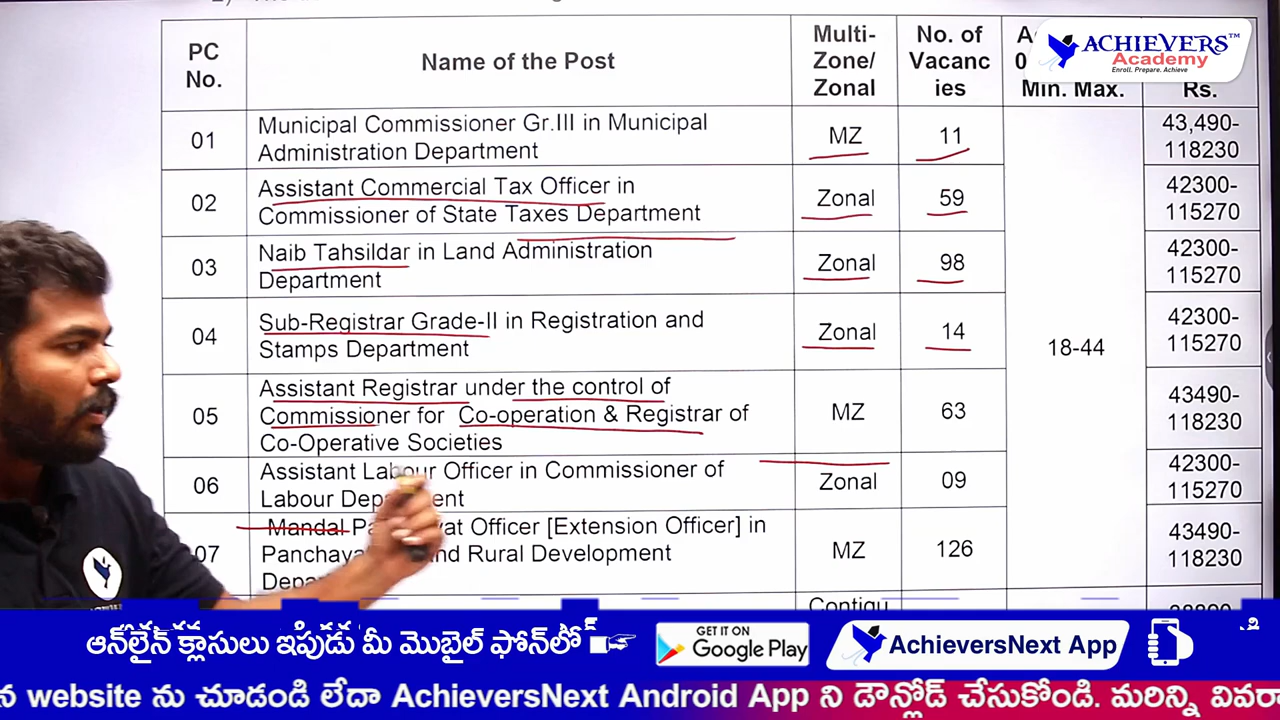 PC No.
Name of the Post
Multi-Zone/ Zonal
No. of Vacanc ies
Min. Max.
Rs.
ACHIEVERS™
Academy
Enroll. Prepare. Achieve
01
Municipal Commissioner Gr.III in Municipal
Administration Department
MZ
11
43,490-
118230
02
Assistant Commercial Tax Officer in
Commissioner of State Taxes Department
Zonal
59
42300-
115270
03
Naib Tahsildar in Land Administration
Department
Zonal
98
42300-
115270
04
Sub-Registrar Grade-II in Registration and
Stamps Department
Zonal
14
42300-
115270
18-44
05
Assistant Registrar under the control of
Commissioner for Co-operation & Registrar of
Co-Operative Societies
MZ
63
43490-
118230
06
Assistant Labour Officer in Commissioner of
Labour
Zonal
09
42300-
115270
07
Mandal Officer [Extension Officer] in
and Rural Development
MZ
126
43490-
118230
ఆన్‌లైన్ క్లాసులు ఇపుడు మీ మొబైల్ ఫోన్‌లో
GET IT ON
Google Play
AchieversNext App
website ను చూడండి లేదా AchieversNext Android App ని డౌన్లోడ్ చేసుకోండి. మరిన్ని